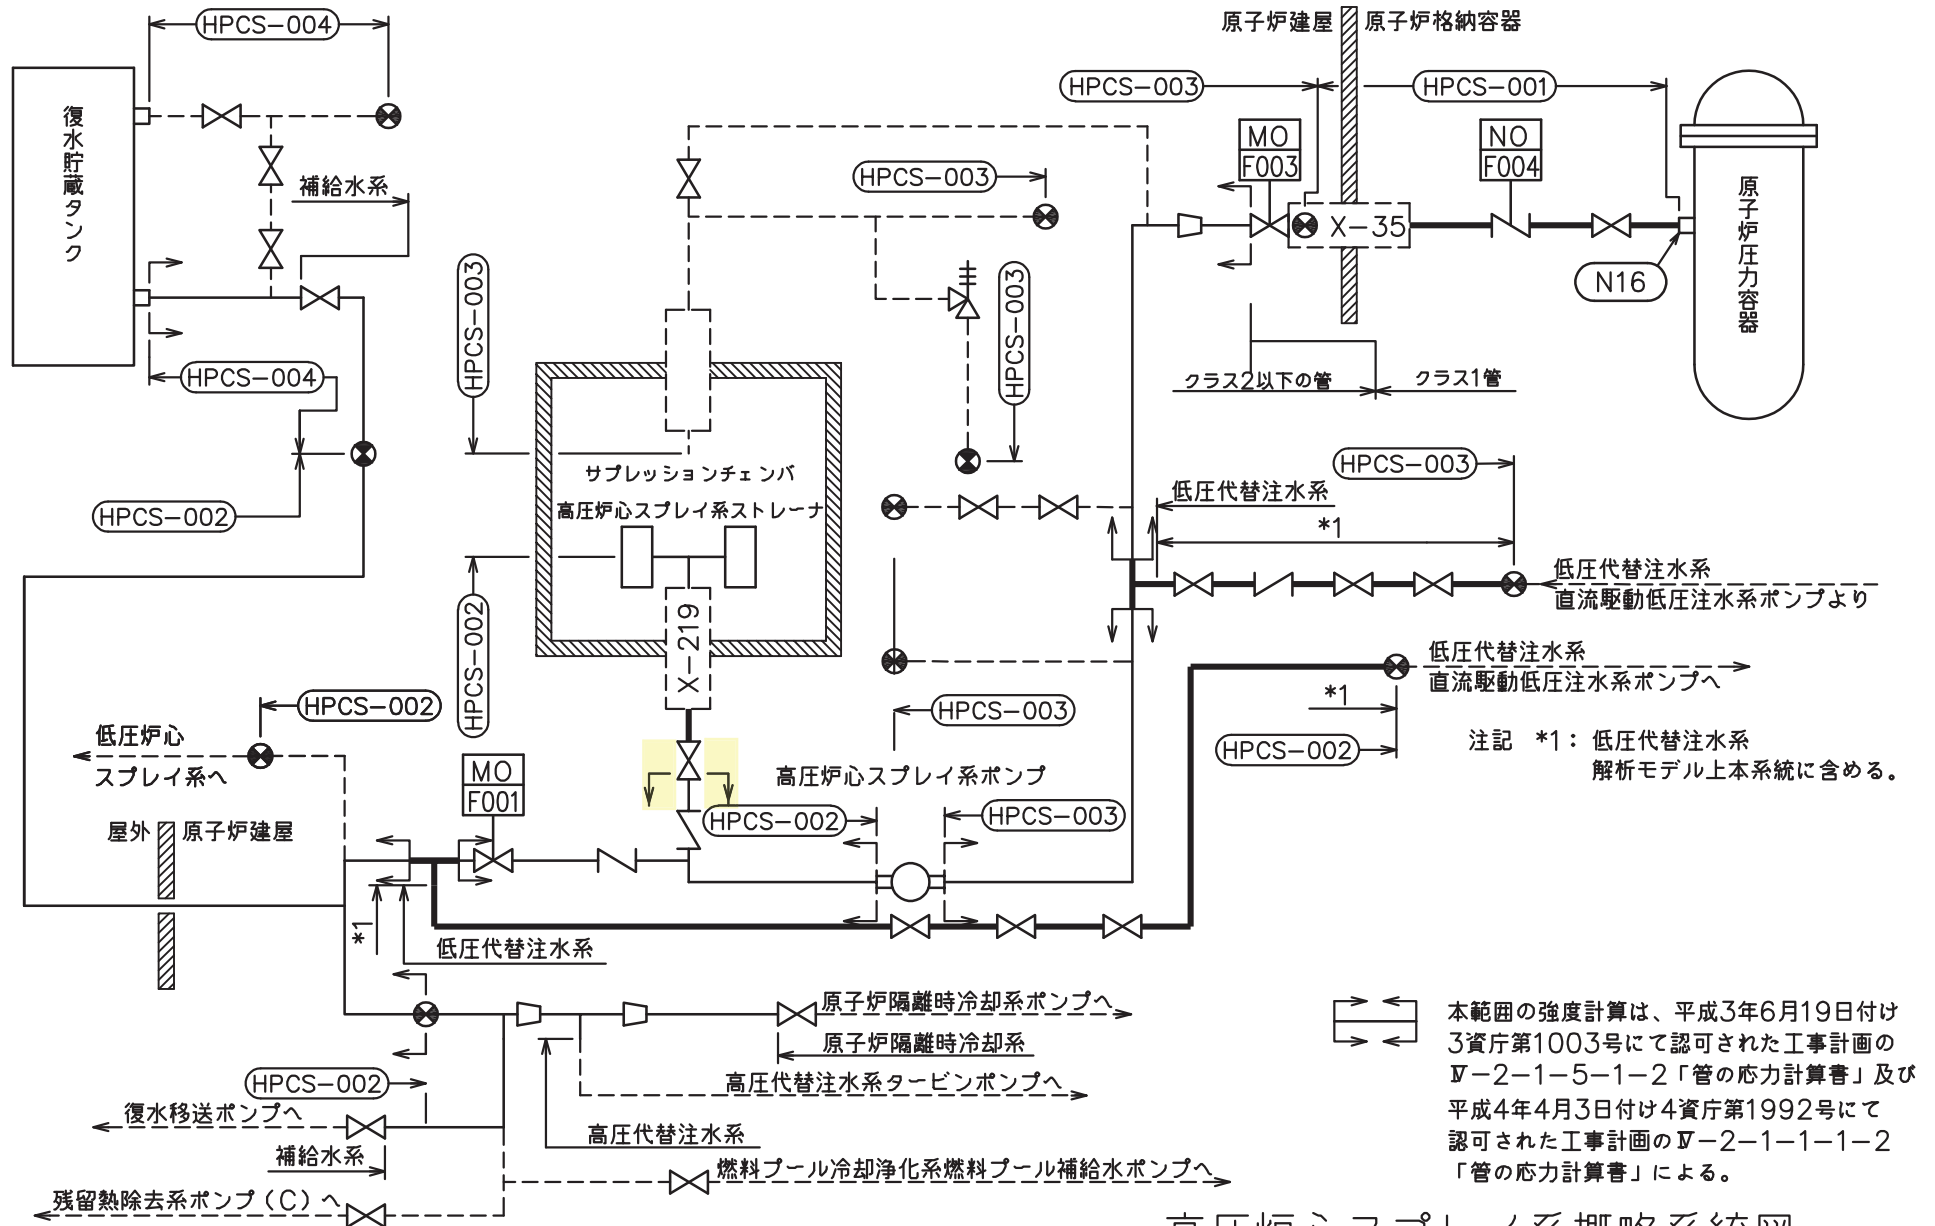 HPCS-004
原子炉建屋
原子炉格納容器
HPCS-003
HPCS-001
復水貯蔵タンク
MO
F003
NO
F004
補給水系
HPCS-003
X-35
原子炉圧力容器
N16
HPCS-003
HPCS-003
HPCS-004
クラス2以下の管
クラス1管
サプレッションチェンバ
HPCS-003
低圧代替注水系
高圧炉心スプレイ系ストレーナ
HPCS-002
*1
低圧代替注水系
直流駆動低圧注水系ポンプより
HPCS-002
X-219
低圧代替注水系
直流駆動低圧注水系ポンプへ
HPCS-002
HPCS-003
*1
低圧炉心
スプレイ系へ
HPCS-002
注記 *1: 低圧代替注水系
解析モデル上本系統に含める。
MO
F001
高圧炉心スプレイ系ポンプ
HPCS-002
HPCS-003
屋外
原子炉建屋
*1
低圧代替注水系
原子炉隔離時冷却系ポンプへ
原子炉隔離時冷却系
HPCS-002
高圧代替注水系タービンポンプへ
復水移送ポンプへ
高圧代替注水系
補給水系
燃料プール冷却浄化系燃料プール補給水ポンプへ
残留熱除去系ポンプ(C)へ
本範囲の強度計算は、平成3年6月19日付け
3資庁第1003号にて認可された工事計画の
Ⅳ-2-1-5-1-2「管の応力計算書」及び
平成4年4月3日付け4資庁第1992号にて
認可された工事計画のⅣ-2-1-1-1-2
「管の応力計算書」による。
高圧炉心スプレイ系概略系統図